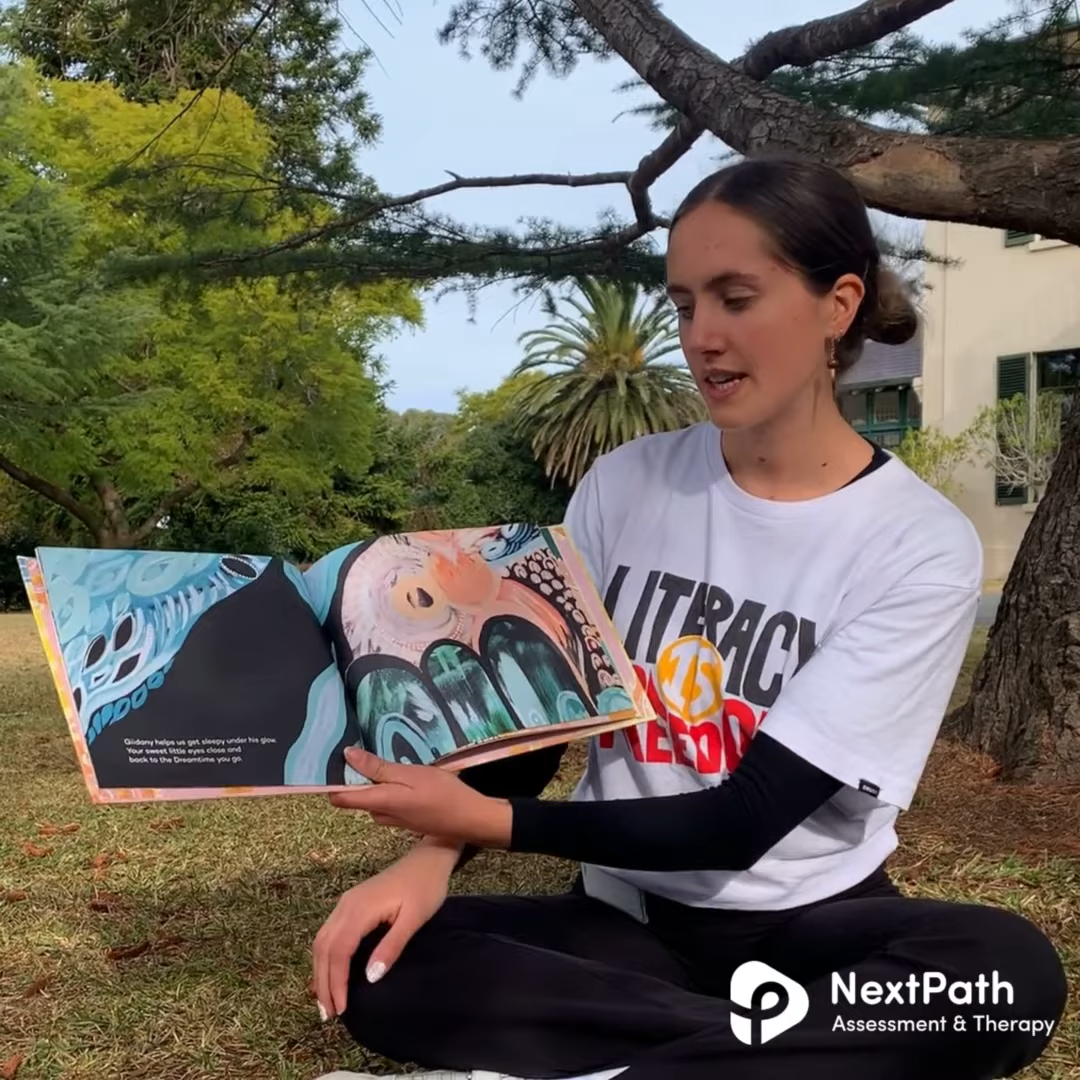 Giidany helps us get sleepy under his glow.
Your sweet little eyes close and
back to the Dreamtime you go.
LITERACY
IS
FREEDOM
NextPath
Assessment & Therapy